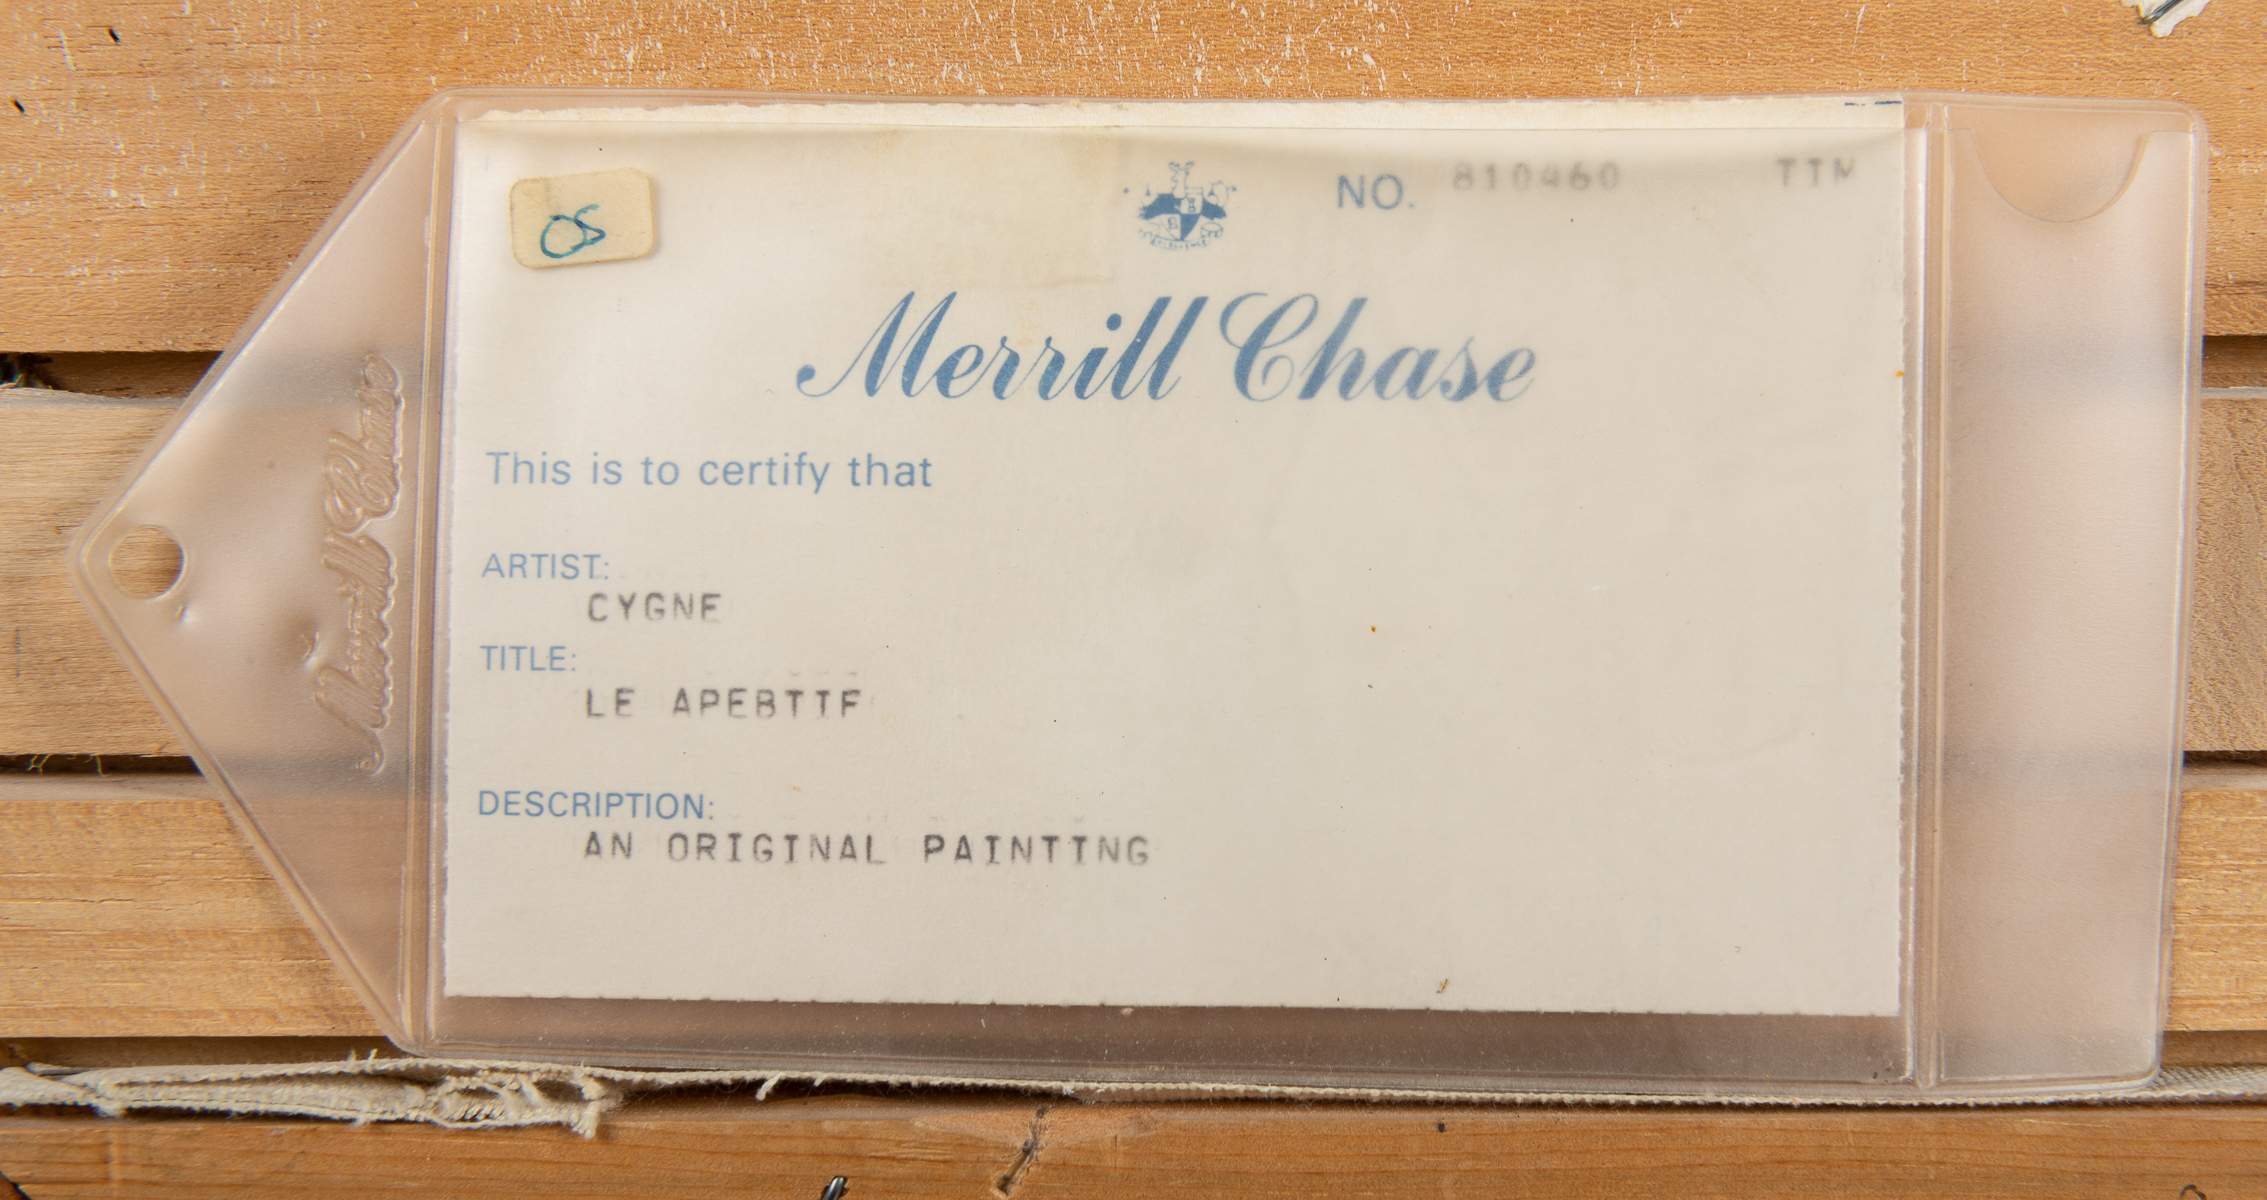 OS
NO. 810460 TIM
Merrill Chase
This is to certify that
ARTIST:
CYGNE
TITLE:
LE APEBTIF
DESCRIPTION:
AN ORIGINAL PAINTING
Merrill Chase